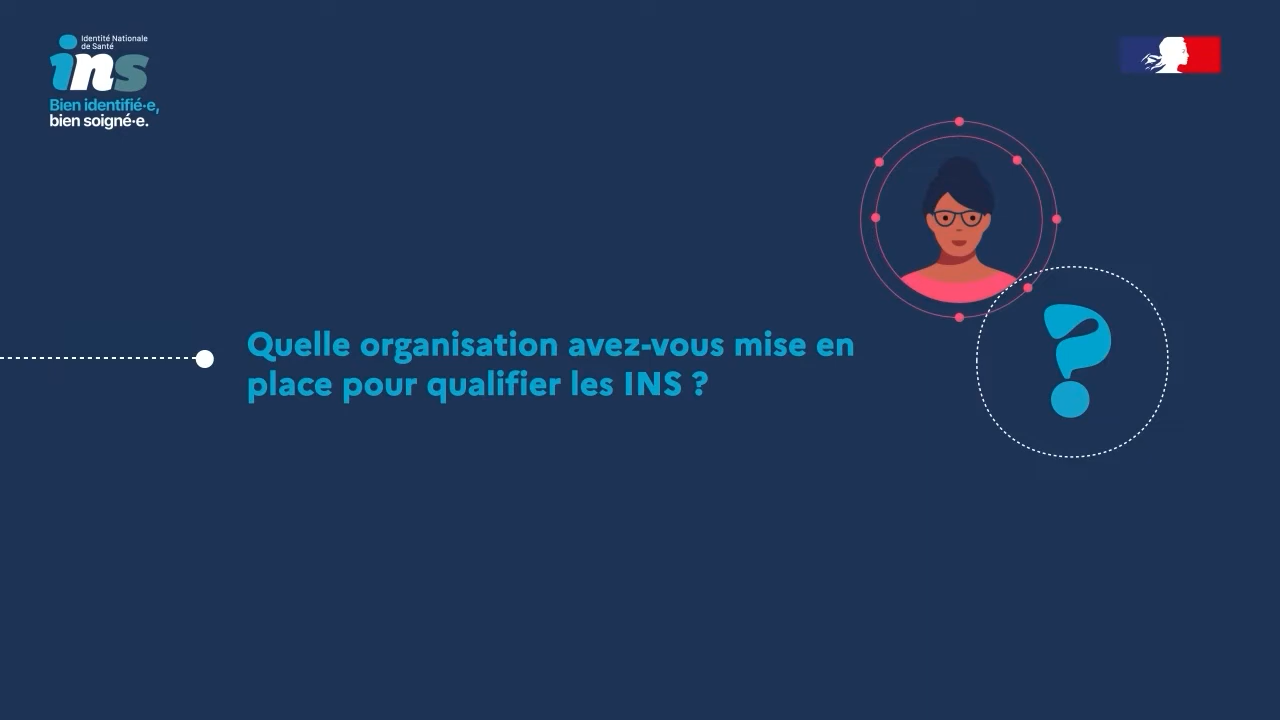 Identité Nationale
de Santé
ins
Bien identifié·e,
bien soigné·e.
Quelle organisation avez-vous mise en
place pour qualifier les INS ?
?